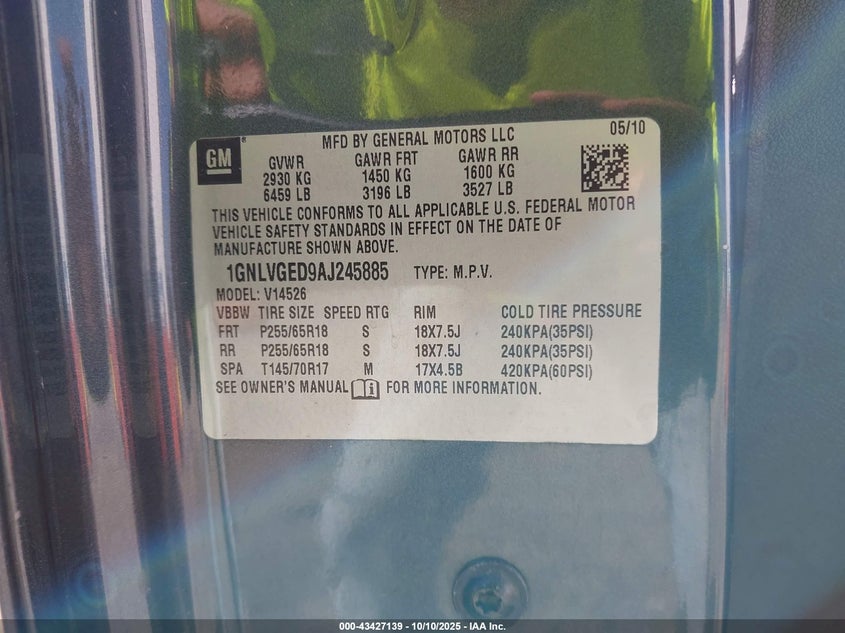 GM
MFD BY GENERAL MOTORS LLC 05/10
GVWR GAWR FRT GAWR RR
2930 KG 1450 KG 1600 KG
6459 LB 3196 LB 3527 LB
THIS VEHICLE CONFORMS TO ALL APPLICABLE U.S. FEDERAL MOTOR
VEHICLE SAFETY STANDARDS IN EFFECT ON THE DATE OF
MANUFACTURE SHOWN ABOVE.
1GNLVGED9AJ245885 TYPE: M.P.V.
MODEL: V14526
VBBW TIRE SIZE SPEED RTG RIM COLD TIRE PRESSURE
FRT P255/65R18 S 18X7.5J 240KPA(35PSI)
RR P255/65R18 S 18X7.5J 240KPA(35PSI)
SPA T145/70R17 M 17X4.5B 420KPA(60PSI)
SEE OWNER'S MANUAL FOR MORE INFORMATION.
000-43427139 - 10/10/2025 - IAA Inc.